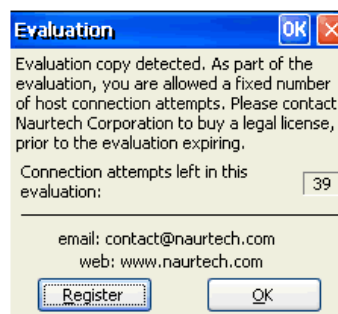 Evaluation OK
Evaluation copy detected. As part of the
evaluation, you are allowed a fixed number
of host connection attempts. Please contact
Naurtech Corporation to buy a legal license,
prior to the evaluation expiring.
Connection attempts left in this
evaluation: 39
email: contact@naurtech.com
web: www.naurtech.com
Register OK